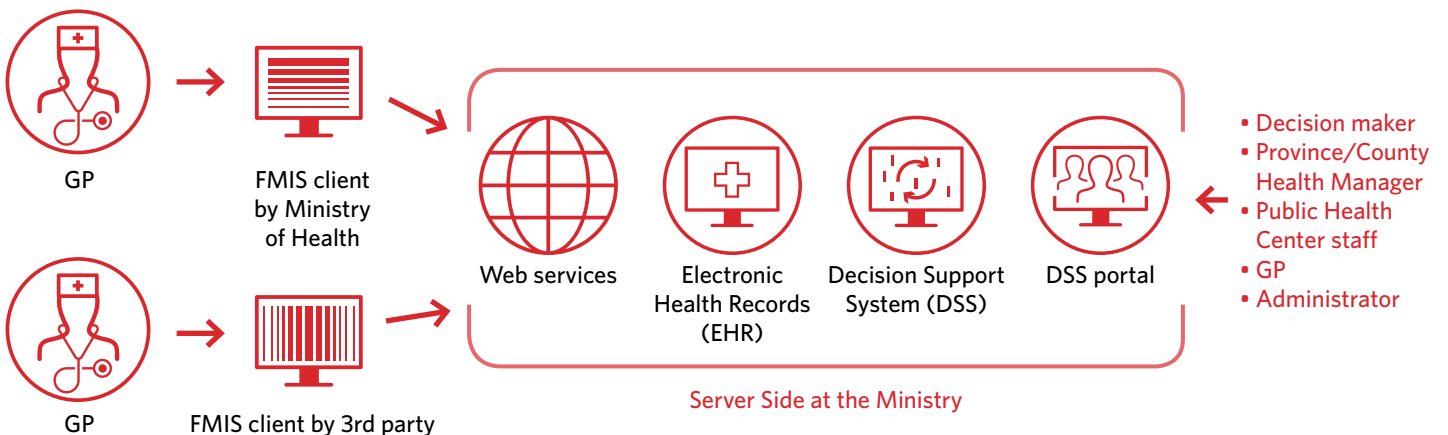 GP
FMIS client
by Ministry
of Health
GP
FMIS client by 3rd party
Web services
Electronic
Health Records
(EHR)
Decision Support
System (DSS)
DSS portal
Server Side at the Ministry
• Decision maker
• Province/County
Health Manager
• Public Health
Center staff
• GP
• Administrator